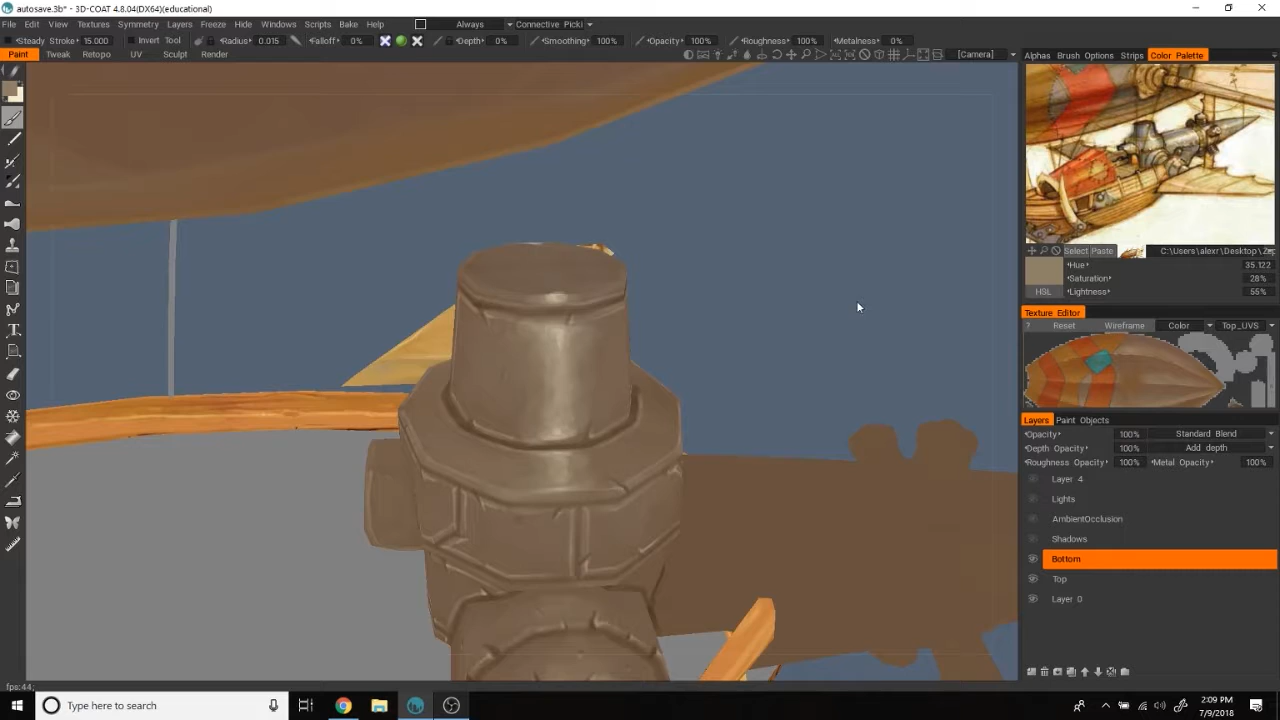 autosave.3b* - 3D-COAT 4.8.04(DX64)(educational)
File Edit View Textures Symmetry Layers Freeze Hide Windows Scripts Bake Help Always Connective Picki
Steady Stroke 15.000 Invert Tool Radius 0.015 Falloff 0% Depth 0% Smoothing 100% Opacity 100% Roughness 100% Metalness 0%
Paint Tweak Retopo UV Sculpt Render [Camera] Alphas Brush Options Strips Color Palette
Select Paste C:\Users\alexr\Desktop\Zep
Hue 35.122
Saturation 28%
HSL Lightness 55%
Texture Editor
? Reset Wireframe Color Top_UVS
Layers Paint Objects
Opacity 100% Standard Blend
Depth Opacity 100% Add depth
Roughness Opacity 100% Metal Opacity 100%
Layer 4
Lights
AmbientOcclusion
Shadows
Bottom
Top
Layer 0
fps:44;
Type here to search
2:09 PM
7/9/2018